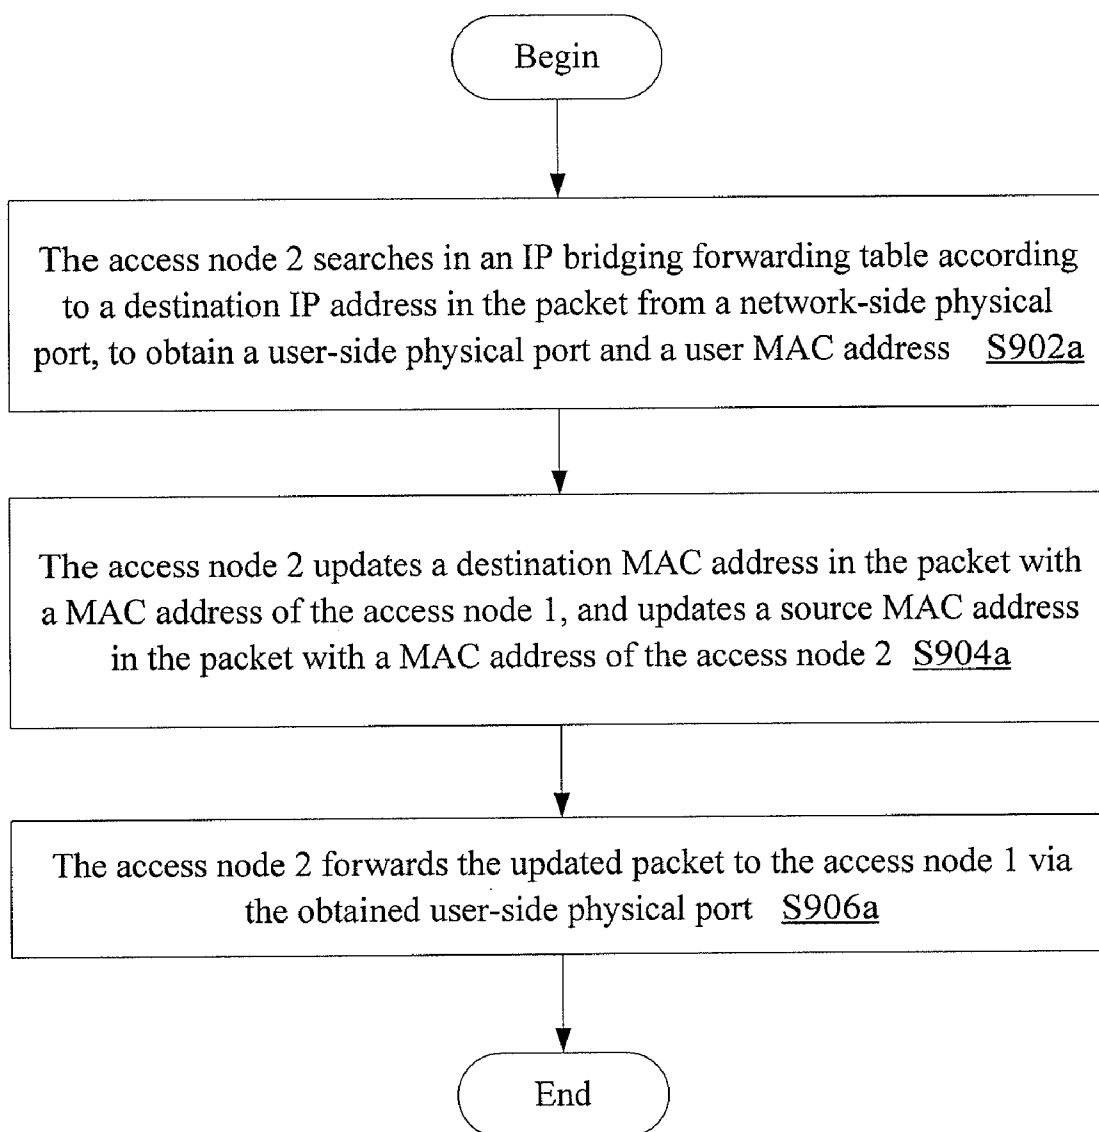 Begin
The access node 2 searches in an IP bridging forwarding table according
to a destination IP address in the packet from a network-side physical
port, to obtain a user-side physical port and a user MAC address S902a
The access node 2 updates a destination MAC address in the packet with
a MAC address of the access node 1, and updates a source MAC address
in the packet with a MAC address of the access node 2 S904a
The access node 2 forwards the updated packet to the access node 1 via
the obtained user-side physical port S906a
End